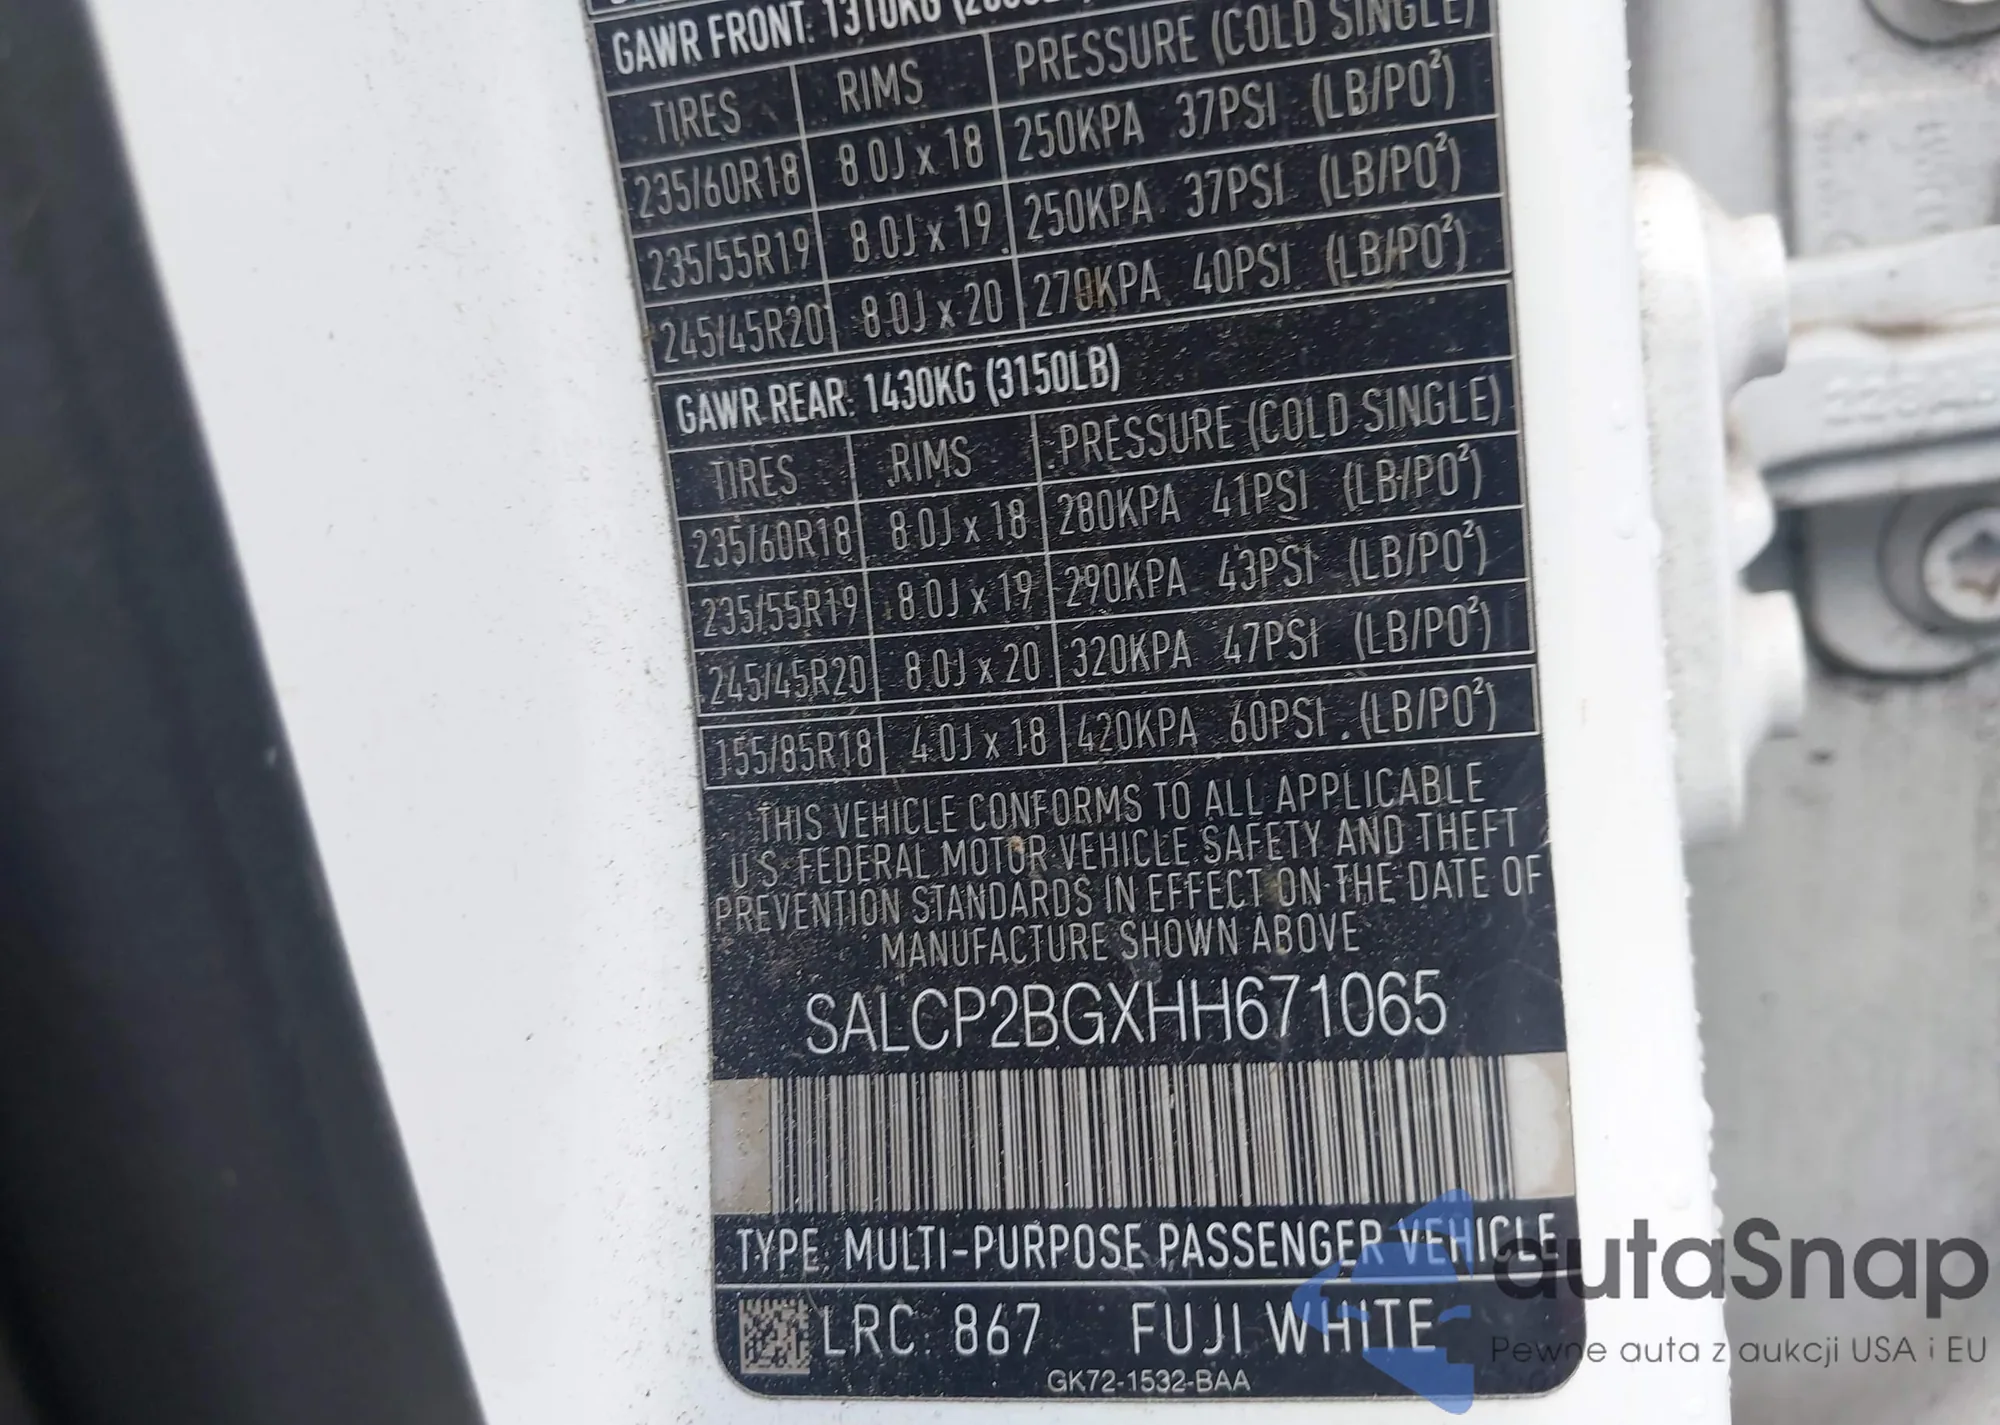 GAWR FRONT: 1310KG
TIRES RIMS PRESSURE (COLD SINGLE)
235/60R18 8.0J x 18 250KPA 37PSI (LB/PO²)
235/55R19 8.0J x 19 250KPA 37PSI (LB/PO²)
245/45R20 8.0J x 20 270KPA 40PSI (LB/PO²)
GAWR REAR: 1430KG (3150LB)
TIRES RIMS PRESSURE (COLD SINGLE)
235/60R18 8.0J x 18 280KPA 41PSI (LB/PO²)
235/55R19 8.0J x 19 290KPA 43PSI (LB/PO²)
245/45R20 8.0J x 20 320KPA 47PSI (LB/PO²)
155/85R18 4.0J x 18 420KPA 60PSI (LB/PO²)
THIS VEHICLE CONFORMS TO ALL APPLICABLE
U.S. FEDERAL MOTOR VEHICLE SAFETY AND THEFT
PREVENTION STANDARDS IN EFFECT ON THE DATE OF
MANUFACTURE SHOWN ABOVE
SALCP2BGXHH671065
TYPE: MULTI-PURPOSE PASSENGER VEHICLE
LRC: 867 FUJI WHITE
GK72-1532-BAA
autaSnap
Pewne auta z aukcji USA i EU